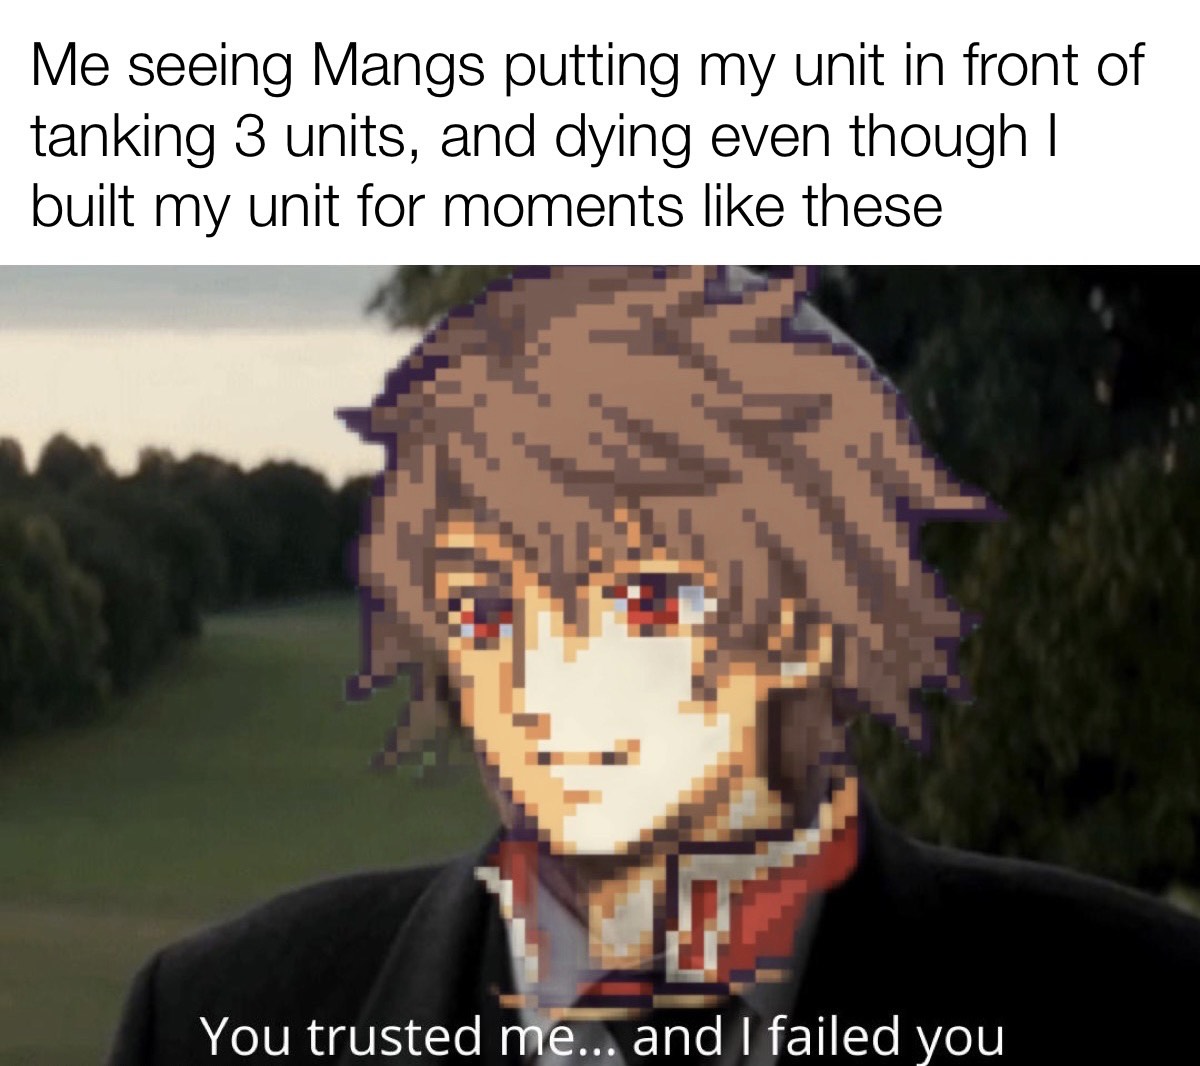 Me seeing Mangs putting my unit in front of
tanking 3 units, and dying even though I
built my unit for moments like these
You trusted me... and I failed you